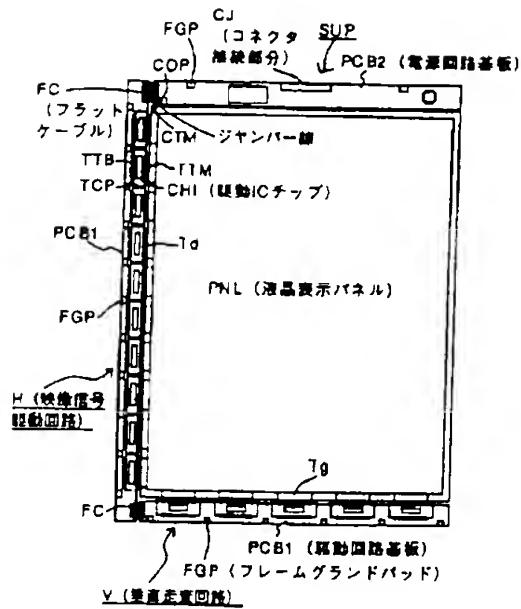 CJ
(コネクタ
接続部分)
FGP
SUP
COP
PCB2 (電源回路基板)
FC
(フラット
ケーブル)
CTM
ジャンパー線
TTB
TTM
TCP
CHI (駆動ICチップ)
PCB1
Td
PNL (液晶表示パネル)
FGP
H (映像信号
駆動回路)
Tg
FC
PCB1 (駆動回路基板)
FGP (フレームグランドパッド)
V (垂直走査回路)